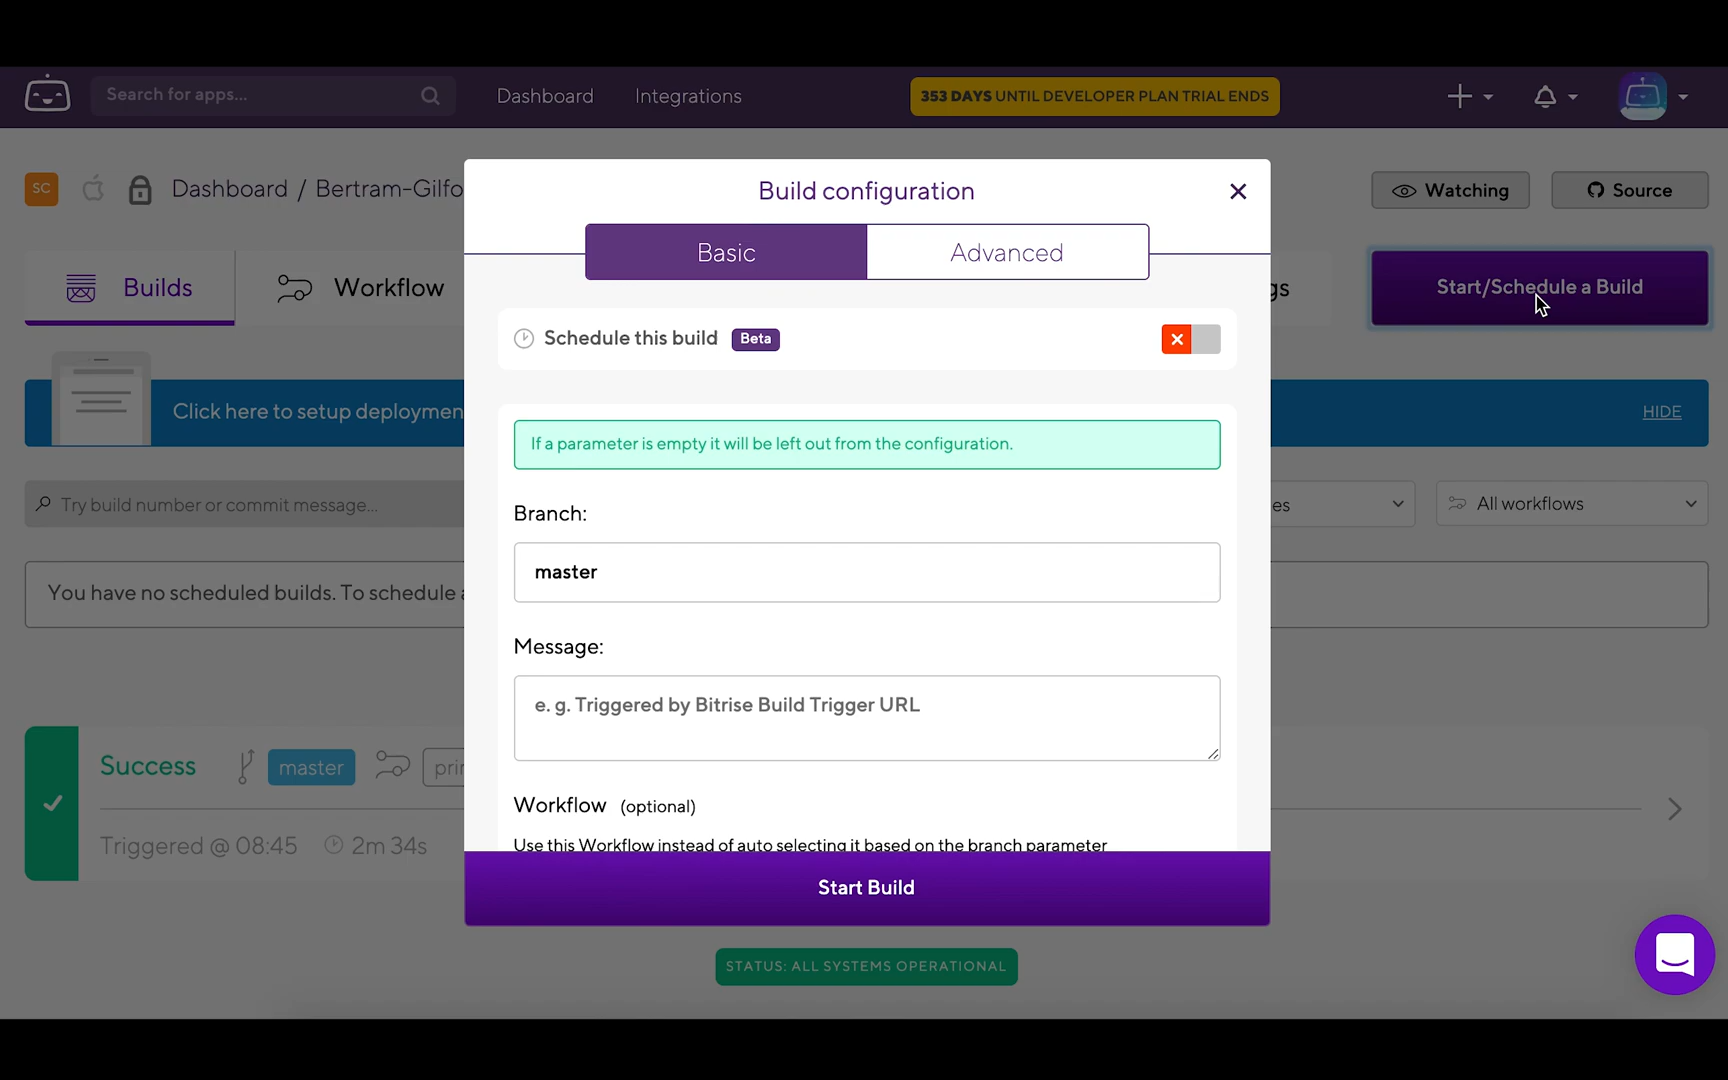 Search for apps...
Dashboard
Integrations
353 DAYS UNTIL DEVELOPER PLAN TRIAL ENDS
SC
Dashboard / Bertram-Gilfo
Build configuration
Watching
Source
Basic
Advanced
Builds
Workflow
gs
Start/Schedule a Build
Schedule this build
Beta
Click here to setup deploymen
HIDE
If a parameter is empty it will be left out from the configuration.
Try build number or commit message...
es
All workflows
Branch:
master
You have no scheduled builds. To schedule a
Message:
e. g. Triggered by Bitrise Build Trigger URL
Success
master
prim
Workflow (optional)
Triggered @ 08:45
2m 34s
Use this Workflow instead of auto selecting it based on the branch parameter
Start Build
STATUS: ALL SYSTEMS OPERATIONAL